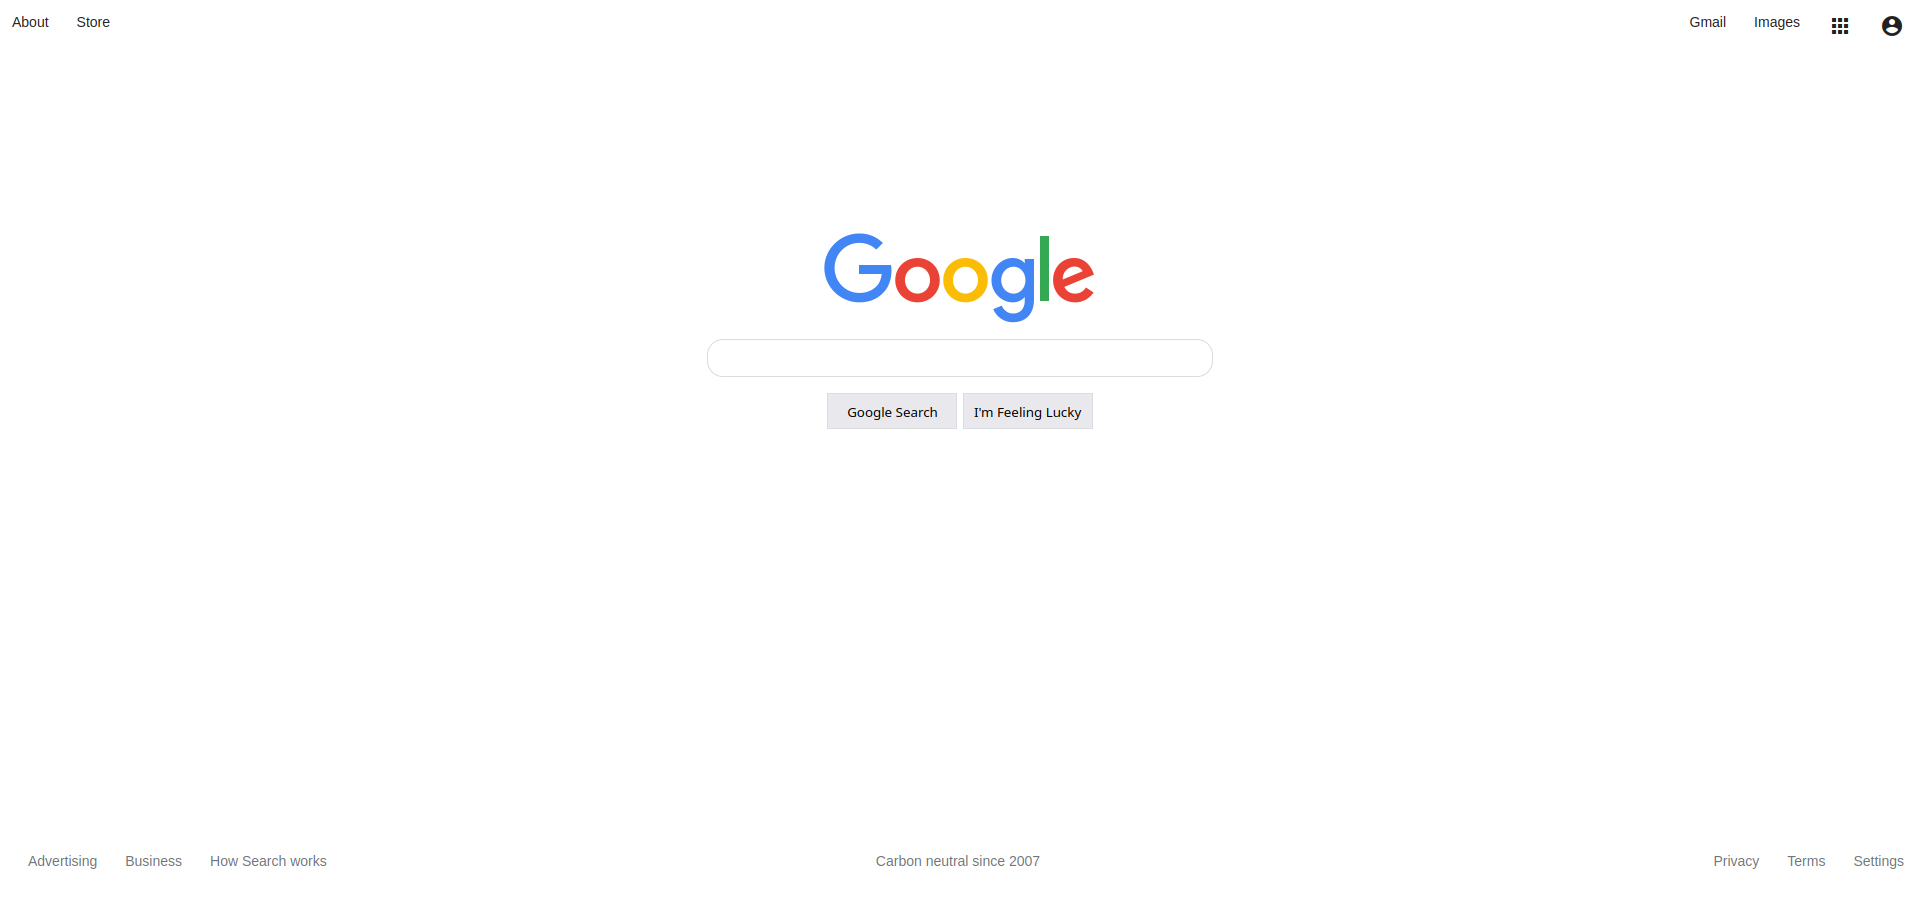 About Store Gmail Images
Google
Google Search I'm Feeling Lucky
Advertising Business How Search works Carbon neutral since 2007 Privacy Terms Settings